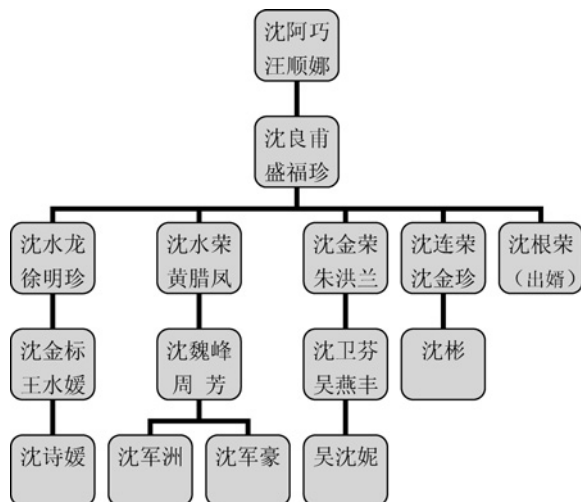 沈阿巧
汪顺娜
沈良甫
盛福珍
沈水龙
徐明珍
沈水荣
黄腊凤
沈金荣
朱洪兰
沈连荣
沈金珍
沈根荣
（出婿）
沈金标
王水媛
沈魏峰
周 芳
沈卫芬
吴燕丰
沈彬
沈诗媛
沈军洲
沈军豪
吴沈妮